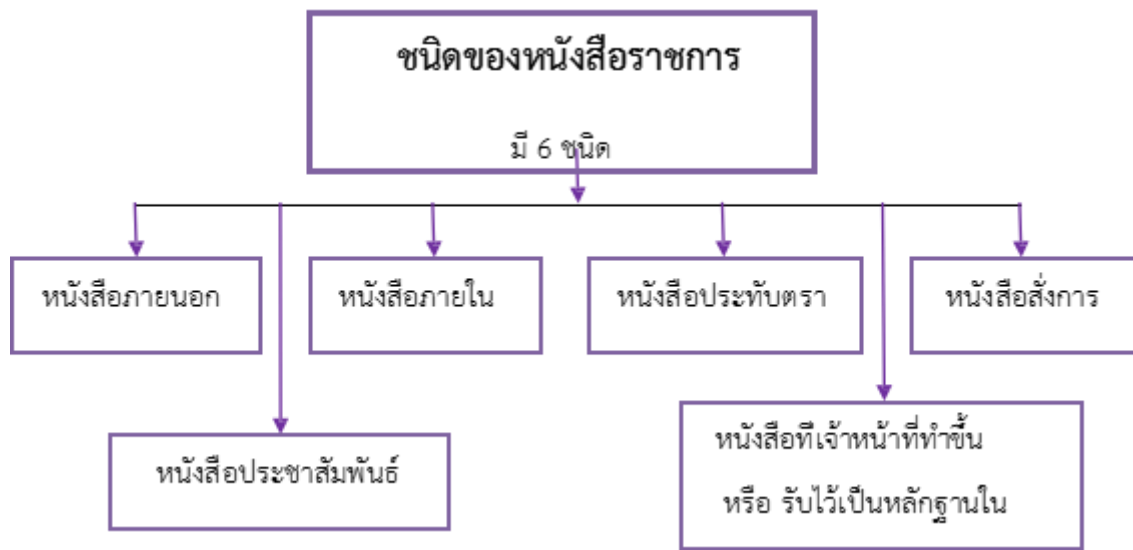 ชนิดของหนังสือราชการ
มี 6 ชนิด
หนังสือภายนอก
หนังสือภายใน
หนังสือประทับตรา
หนังสือสั่งการ
หนังสือประชาสัมพันธ์
หนังสือที่เจ้าหน้าที่ทำขึ้น
หรือ รับไว้เป็นหลักฐานใน